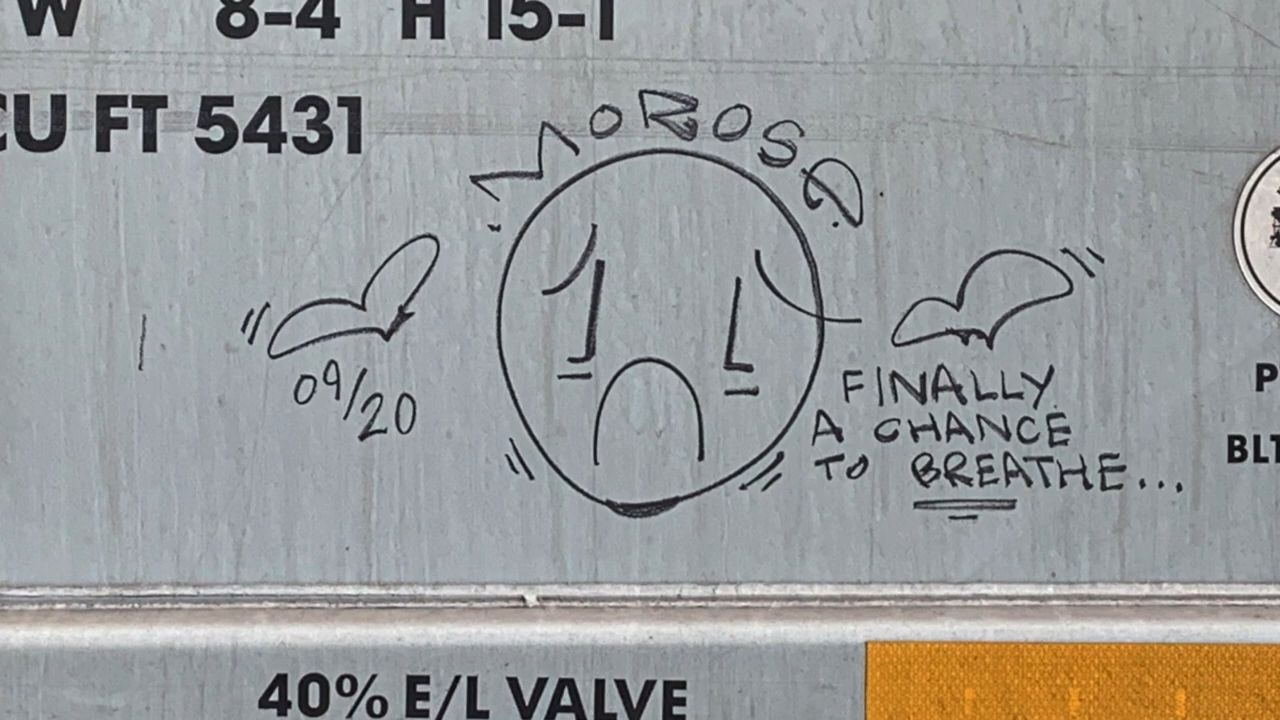 W 8-4 H 15-1
CU FT 5431
MOROSO
09/20
FINALLY
A CHANCE
TO BREATHE...
P
BLT
40% E/L VALVE